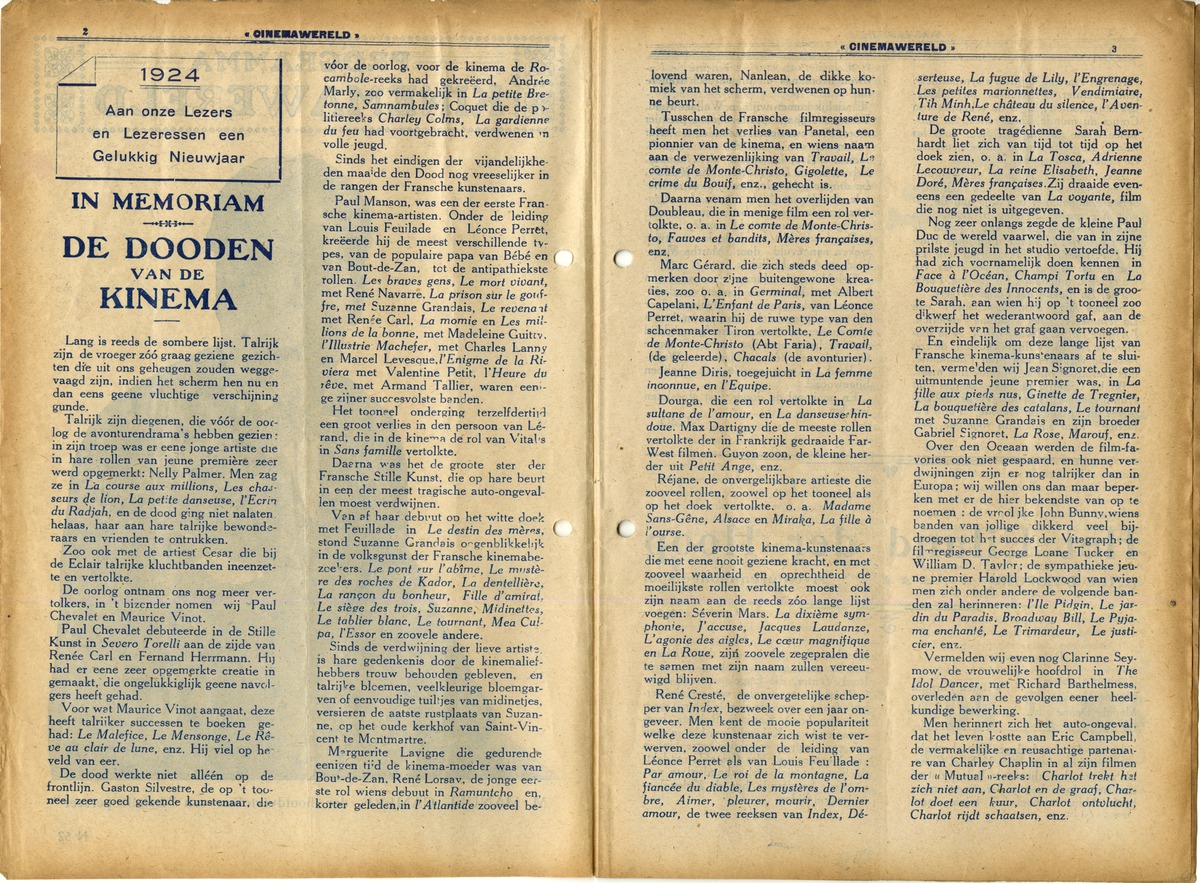 2
« CINEMAWERELD »
1924
Aan onze Lezers
en Lezeressen een
Gelukkig Nieuwjaar
IN MEMORIAM
DE DOODEN
VAN DE
KINEMA
Lang is reeds de sombere lijst. Talrijk
zijn de vroeger zóó graag geziene gezich-
ten die uit ons geheugen zouden wegge-
vaagd zijn, indien het scherm hen nu en
dan eens geene vluchtige verschijning
gunde.
Talrijk zijn diegenen, die vóór de oor-
log de avonturendrama's hebben gezien:
in zijn troep was er eene jonge artiste die
in hare rollen van jeune première zeer
werd opgemerkt: Nelly Palmer. Men zag
ze in La course aux millions, Les chas-
seurs de lion, La petite danseuse, l'Ecrin
du Radjah, en de dood ging niet nalaten
helaas, haar aan hare talrijke bewonde-
raars en vrienden te ontrukken.
Zoo ook met de artiest Cesar die bij
de Eclair talrijke kluchtbanden ineenzet-
te en vertolkte.
De oorlog ontnam ons nog meer ver-
tolkers, in 't bizonder nomen wij Paul
Chevalet en Maurice Vinot.
Paul Chevalet debuteerde in de Stille
Kunst in Severo Torelli aan de zijde van
Renée Carl en Fernand Herrmann. Hij
had er eene zeer opgemerkte creatie in
gemaakt, die ongelukkiglijk geene navol-
gers heeft gehad.
Voor wat Maurice Vinot aangaat, deze
heeft talrijker successen te boeken ge-
had: Le Malefice, Le Mensonge, Le Rê-
ve au clair de lune, enz. Hij viel op he
veld van eer.
De dood werkte niet alléén op de
frontlijn. Gaston Silvestre, de op 't too-
neel zeer goed gekende kunstenaar, die
vóor de oorlog, voor de kinema de Ro-
cambole-reeks had gekreëerd, Andrée
Marly, zoo vermakelijk in La petite Bre-
tonne, Samnambules; Coquet die de p-
litiereeks Charley Colms, La gardienne
du feu had voortgebracht, verdwenen in
volle jeugd.
Sinds het eindigen der vijandelijkhe-
den maaide den Dood nog vreeselijker in
de rangen der Fransche kunstenaars.
Paul Manson, was een der eerste Fran-
sche kinema-artisten. Onder de leiding
van Louis Feuilade en Léonce Perret,
kreëerde hij de meest verschillende ty-
pes, van de populaire papa van Bébé en
van Bout-de-Zan, tot de antipathiekste
rollen. Les braves gens, Le mort vivant,
met René Navarre. La prison sur le gouf-
fre, met Suzanne Grandais, Le revenant
met Renée Carl, La momie en Les mil-
lions de la bonne, met Madeleine Guitry,
l'Illustrie Machefer, met Charles Lanny
en Marcel Levesque, l'Enigme de la Ri-
viera met Valentine Petit, l'Heure du
rêve, met Armand Tallier, waren eeni-
ge zijner succesvolste banden.
Het tooneel onderging terzelfdertijd
een groot verlies in den persoon van Lé-
rand, die in de kinema de rol van Vitalis
in Sans famille vertolkte.
Daarna was het de groote ster der
Fransche Stille Kunst, die op hare beurt
in een der meest tragische auto-ongeval-
len moest verdwijnen.
Van af haar debuut op het witte doek
met Feuillade in Le destin des mères,
stond Suzanne Grandais oogenblikkelijk
in de volksgunst der Fransche kinemabe-
zoekers. Le pont sur l'abîme, Le mystè-
re des roches de Kador, La dentellière,
La rançon du bonheur, Fille d'amiral,
Le siège des trois, Suzanne, Midinettes,
Le tablier blanc, Le tournant, Mea Cul-
pa, l'Essor en zoovele andere.
Sinds de verdwijning der lieve artiste,
is hare gedenkenis door de kinemalief-
hebbers trouw behouden gebleven, en
talrijke bloemen, veelkleurige bloemgar-
ven of eenvoudige tuiltjes van midinetjes,
versieren de aatste rustplaats van Suzan-
ne, op het oude kerkhof van Saint-Vin-
cent te Montmartre.
Marguerite Lavigne die gedurende
eenigen tijd de kinema-moeder was van
Bout-de-Zan, René Lorsay, de jonge eer-
ste rol wiens debuut in Ramuntcho en,
korter geleden, in l'Atlantide zooveel be-
« CINEMAWERELD »
3
lovend waren, Nanlean, de dikke ko-
miek van het scherm, verdwenen op hun-
ne beurt.
Tusschen de Fransche filmregisseurs
heeft men het verlies van Panetal, een
pionnier van de kinema, en wiens naam
aan de verwezenlijking van Travail, Le
comte de Monte-Christo, Gigolette, Le
crime du Bouif, enz., gehecht is.
Daarna venam men het overlijden van
Doubleau, die in menige film een rol ver-
tolkte, o. a. in Le comte de Monte-Chris-
to, Fauves et bandits, Mères françaises,
enz.
Marc Gérard, die zich steds deed op-
merken door zijne buitengewone krea-
ties, zoo o. a. in Germinal, met Albert
Capelani, L'Enfant de Paris, van Léonce
Perret, waarin hij de ruwe type van den
schoenmaker Tiron vertolkte, Le Comte
de Monte-Christo (Abt Faria), Travail,
(de geleerde), Chacals (de avonturier).
Jeanne Diris, toegejuicht in La femme
inconnue, en l'Equipe.
Dourga, die een rol vertolkte in La
sultane de l'amour, en La danseuse hin-
doue. Max Dartigny die de meeste rollen
vertolkte der in Frankrijk gedraaide Far-
West filmen. Guyon zoon, de kleine her-
der uit Petit Ange, enz.
Réjane, de onvergelijkbare artieste die
zooveel rollen, zoowel op het tooneel als
op het doek vertolkte, o. a. Madame
Sans-Gêne, Alsace en Miraka, La fille à
l'ourse.
Een der grootste kinema-kunstenaars
die met eene nooit geziene kracht, en met
zooveel waarheid en oprechtheid de
moeilijkste rollen vertolkte moest ook
zijn naam aan de reeds zóo lange lijst
voegen: Séverin Mars. La dixième sym-
phonie, J'accuse, Jacques Laudanze,
L'agonie des aigles, Le cœur magnifique
en La Roue, zijn zoovele zegepralen die
te samen met zijn naam zullen vereeu-
wigd blijven.
René Cresté, de onvergetelijke schep-
per van Index, bezweek over een jaar on-
geveer. Men kent de mooie populariteit
welke deze kunstenaar zich wist te ver-
werven, zoowel onder de leiding van
Léonce Perret als van Louis Feuillade :
Par amour, Le roi de la montagne, La
fiancée du diable, Les mystères de l'om-
bre, Aimer, pleurer, mourir, Dernier
amour, de twee reeksen van Index, Dé-
serteuse, La fugue de Lily, l'Engrenage,
Les petites marionnettes, Vendimiaire,
Tih Minh, Le château du silence, l'Aven-
ture de René, enz.
De groote tragédienne Sarah Bern-
hardt liet zich van tijd tot tijd op het
doek zien, o. a. in La Tosca, Adrienne
Lecouvreur, La reine Elisabeth, Jeanne
Doré, Mères françaises. Zij draaide even-
eens een gedeelte van La voyante, film
die nog niet is uitgegeven.
Nog zeer onlangs zegde de kleine Paul
Duc de wereld vaarwel, die van in zijne
prilste jeugd in het studio vertoefde. Hij
had zich voornamelijk doen kennen in
Face à l'Océan, Champi Tortu en La
Bouquetière des Innocents, en is de groo-
te Sarah, aan wien hij op 't tooneel zoo
dikwerf het wederantwoord gaf, aan de
overzijde van het graf gaan vervoegen.
En eindelijk om deze lange lijst van
Fransche kinema-kunstenaars af te slui-
ten, vermelden wij Jean Signoret, die een
uitmuntende jeune premier was, in La
fille aux pieds nus, Ginette de Tregnier,
La bouquetière des catalans, Le tournant
met Suzanne Grandais en zijn broeder
Gabriel Signoret, La Rose, Marouf, enz.
Over den Oceaan werden de film-fa-
vories ook niet gespaard, en hunne ver-
dwijningen zijn er nog talrijker dan in
Europa; wij willen ons dan maar beper-
ken met er de hier bekendste van op te
noemen : de vroolijke John Bunny, wiens
banden van jollige dikkerd veel bij-
droegen tot het succes der Vitagraph; de
filmregisseur George Loane Tucker en
William D. Tavler; de sympathieke jeu-
ne premier Harold Lockwood van wien
men zich onder andere de volgende ban-
den zal herinneren: l'Ile Pidgin, Le jar-
din du Paradis, Broadway Bill, Le Pyja-
ma enchanté, Le Trimardeur, Le justi-
cier, enz.
Vermelden wij even nog Clarinne Sey-
mow, de vrouwelijke hoofdrol in The
Idol Dancer, met Richard Barthelmess,
overleden aan de gevolgen eener heel-
kundige bewerking.
Men herinnert zich het auto-ongeval,
dat het leven kostte aan Eric Campbell,
de vermakelijke en reusachtige partenai-
re van Charley Chaplin in al zijn filmen
der « Mutual »-reeks: Charlot trekt het
zich niet aan, Charlot en de graaf, Char-
lot doet een kuur, Charlot ontvlucht,
Charlot rijdt schaatsen, enz.